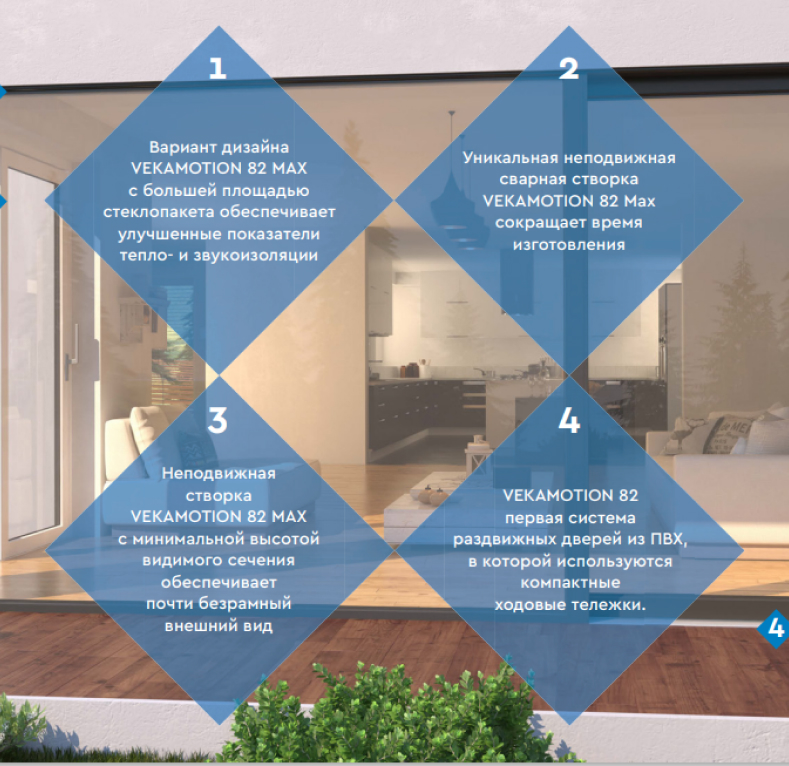 1
Вариант дизайна
VEKAMOTION 82 MAX
с большей площадью
стеклопакета обеспечивает
улучшенные показатели
тепло- и звукоизоляции
2
Уникальная неподвижная
сварная створка
VEKAMOTION 82 Max
сокращает время
изготовления
3
Неподвижная
створка
VEKAMOTION 82 MAX
с минимальной высотой
видимого сечения
обеспечивает
почти безрамный
внешний вид
4
VEKAMOTION 82
первая система
раздвижных дверей из ПВХ,
в которой используются
компактные
ходовые тележки.
4